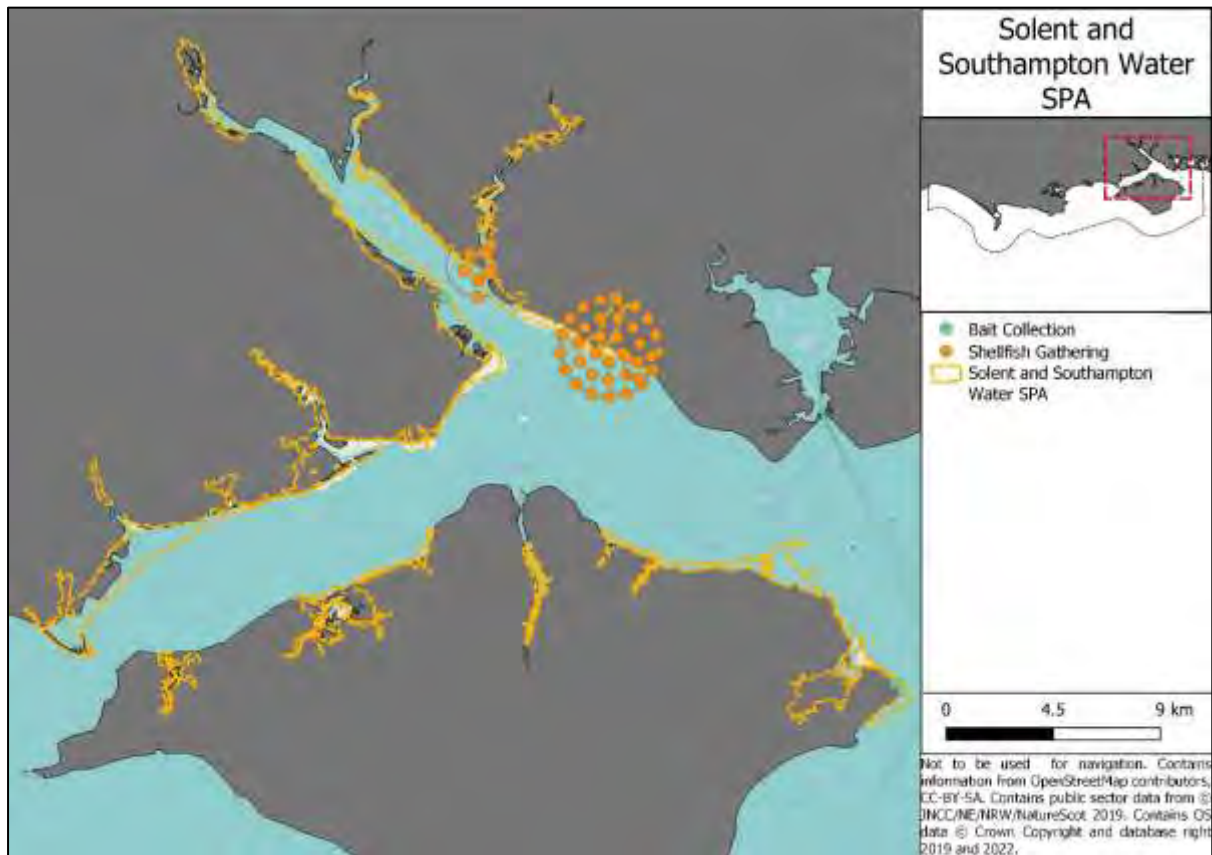 Solent and
Southampton Water
SPA
Bait Collection
Shellfish Gathering
Solent and Southampton
Water SPA
0 4.5 9 km
Not to be used for navigation. Contains
information from OpenStreetMap contributors,
CC-BY-SA. Contains public sector data from ©
JNCC/NE/NRW/NatureScot 2019. Contains OS
data © Crown Copyright and database right
2019 and 2022.